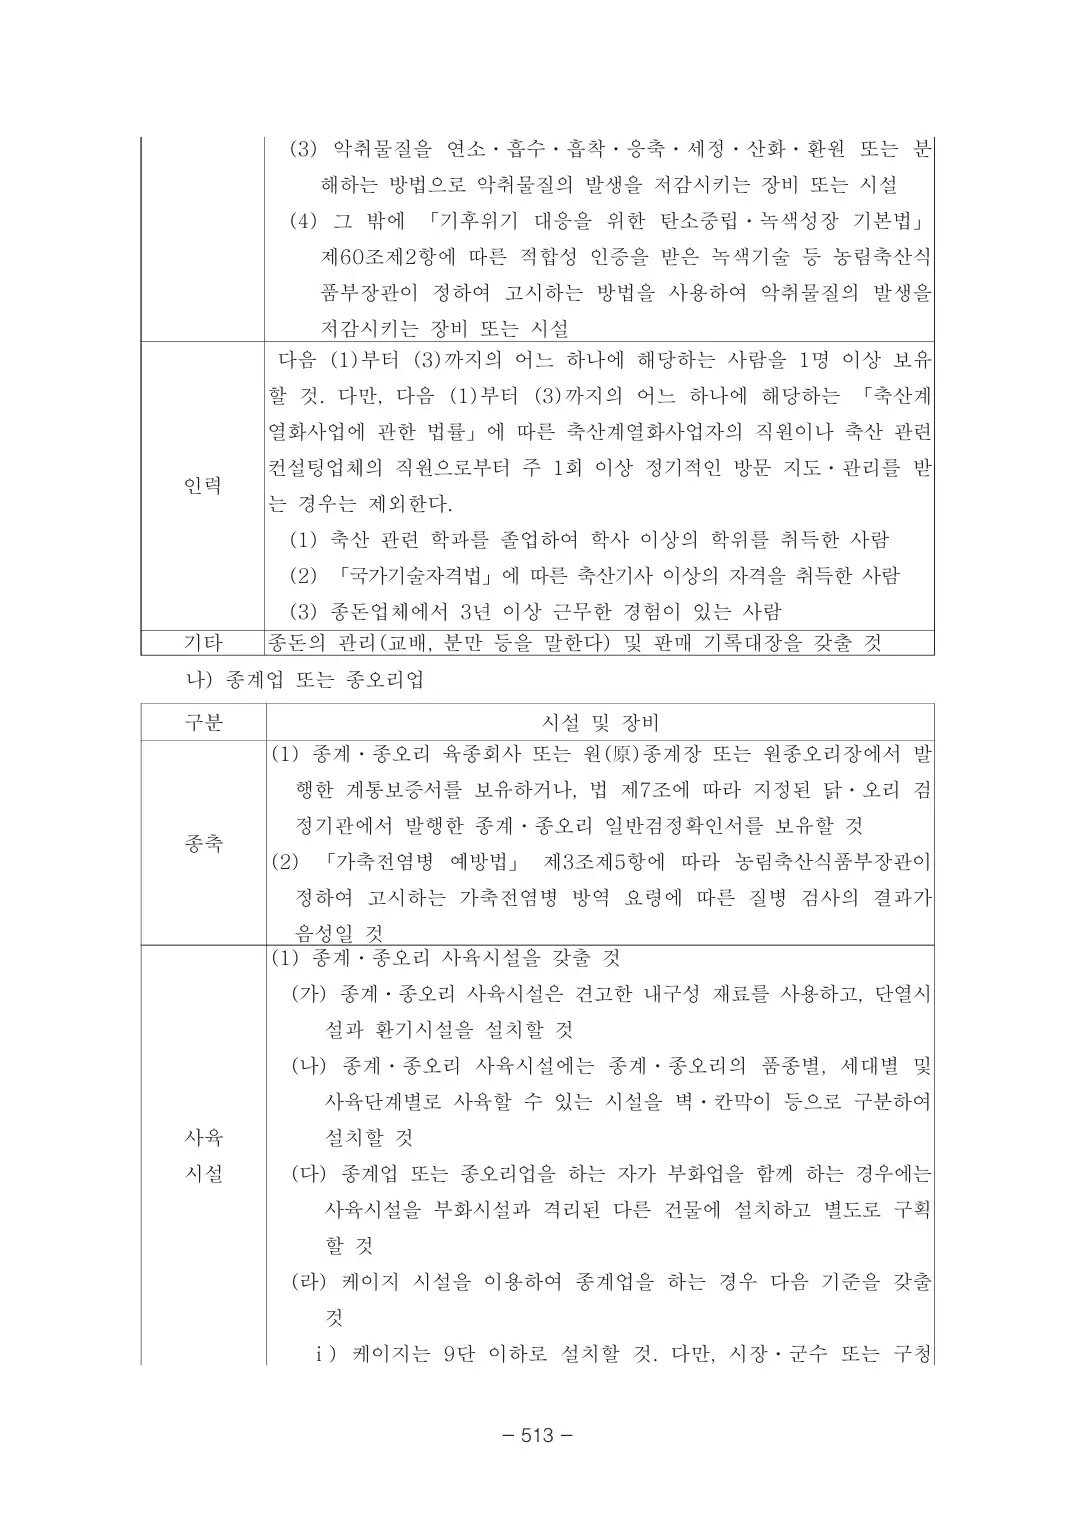 (3) 악취물질을 연소·흡수·흡착·응축·세정·산화·환원 또는 분
해하는 방법으로 악취물질의 발생을 저감시키는 장비 또는 시설
(4) 그 밖에 「기후위기 대응을 위한 탄소중립·녹색성장 기본법」
제60조제2항에 따른 적합성 인증을 받은 녹색기술 등 농림축산식
품부장관이 정하여 고시하는 방법을 사용하여 악취물질의 발생을
저감시키는 장비 또는 시설
인력
다음 (1)부터 (3)까지의 어느 하나에 해당하는 사람을 1명 이상 보유
할 것. 다만, 다음 (1)부터 (3)까지의 어느 하나에 해당하는 「축산계
열화사업에 관한 법률」에 따른 축산계열화사업자의 직원이나 축산 관련
컨설팅업체의 직원으로부터 주 1회 이상 정기적인 방문 지도·관리를 받
는 경우는 제외한다.
(1) 축산 관련 학과를 졸업하여 학사 이상의 학위를 취득한 사람
(2) 「국가기술자격법」에 따른 축산기사 이상의 자격을 취득한 사람
(3) 종돈업체에서 3년 이상 근무한 경험이 있는 사람
기타 종돈의 관리(교배, 분만 등을 말한다) 및 판매 기록대장을 갖출 것
나) 종계업 또는 종오리업
구분 시설 및 장비
종축
(1) 종계·종오리 육종회사 또는 원(原)종계장 또는 원종오리장에서 발
행한 계통보증서를 보유하거나, 법 제7조에 따라 지정된 닭·오리 검
정기관에서 발행한 종계·종오리 일반검정확인서를 보유할 것
(2) 「가축전염병 예방법」 제3조제5항에 따라 농림축산식품부장관이
정하여 고시하는 가축전염병 방역 요령에 따른 질병 검사의 결과가
음성일 것
사육
시설
(1) 종계·종오리 사육시설을 갖출 것
(가) 종계·종오리 사육시설은 견고한 내구성 재료를 사용하고, 단열시
설과 환기시설을 설치할 것
(나) 종계·종오리 사육시설에는 종계·종오리의 품종별, 세대별 및
사육단계별로 사육할 수 있는 시설을 벽·칸막이 등으로 구분하여
설치할 것
(다) 종계업 또는 종오리업을 하는 자가 부화업을 함께 하는 경우에는
사육시설을 부화시설과 격리된 다른 건물에 설치하고 별도로 구획
할 것
(라) 케이지 시설을 이용하여 종계업을 하는 경우 다음 기준을 갖출
것
ⅰ) 케이지는 9단 이하로 설치할 것. 다만, 시장·군수 또는 구청
- 513 -